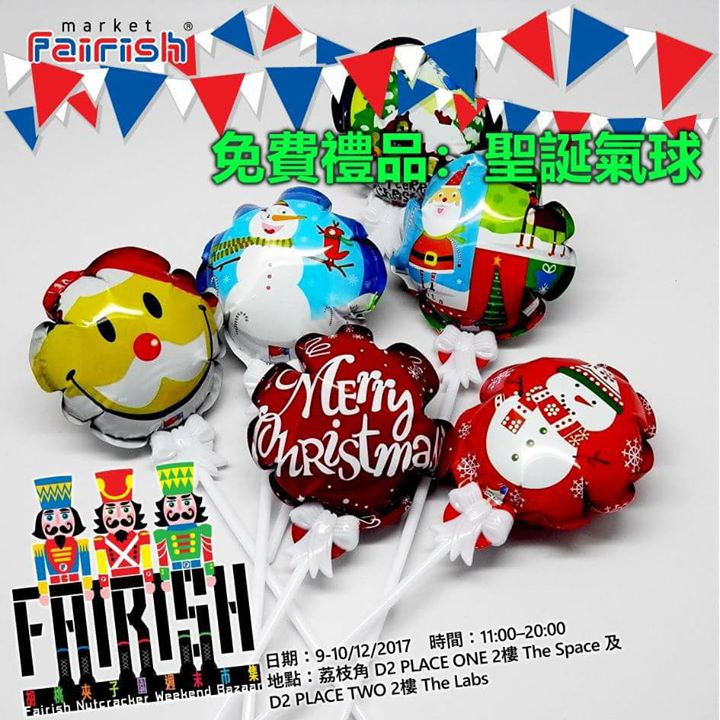 market
Fairish®
免費禮品：聖誕氣球
Merry
Christmas
FAIRISH
胡桃夾子園週末市集
Fairish Nutcracker Weekend Bazaar
日期：9-10/12/2017 時間：11:00–20:00
地點：荔枝角 D2 PLACE ONE 2樓 The Space 及
D2 PLACE TWO 2樓 The Labs